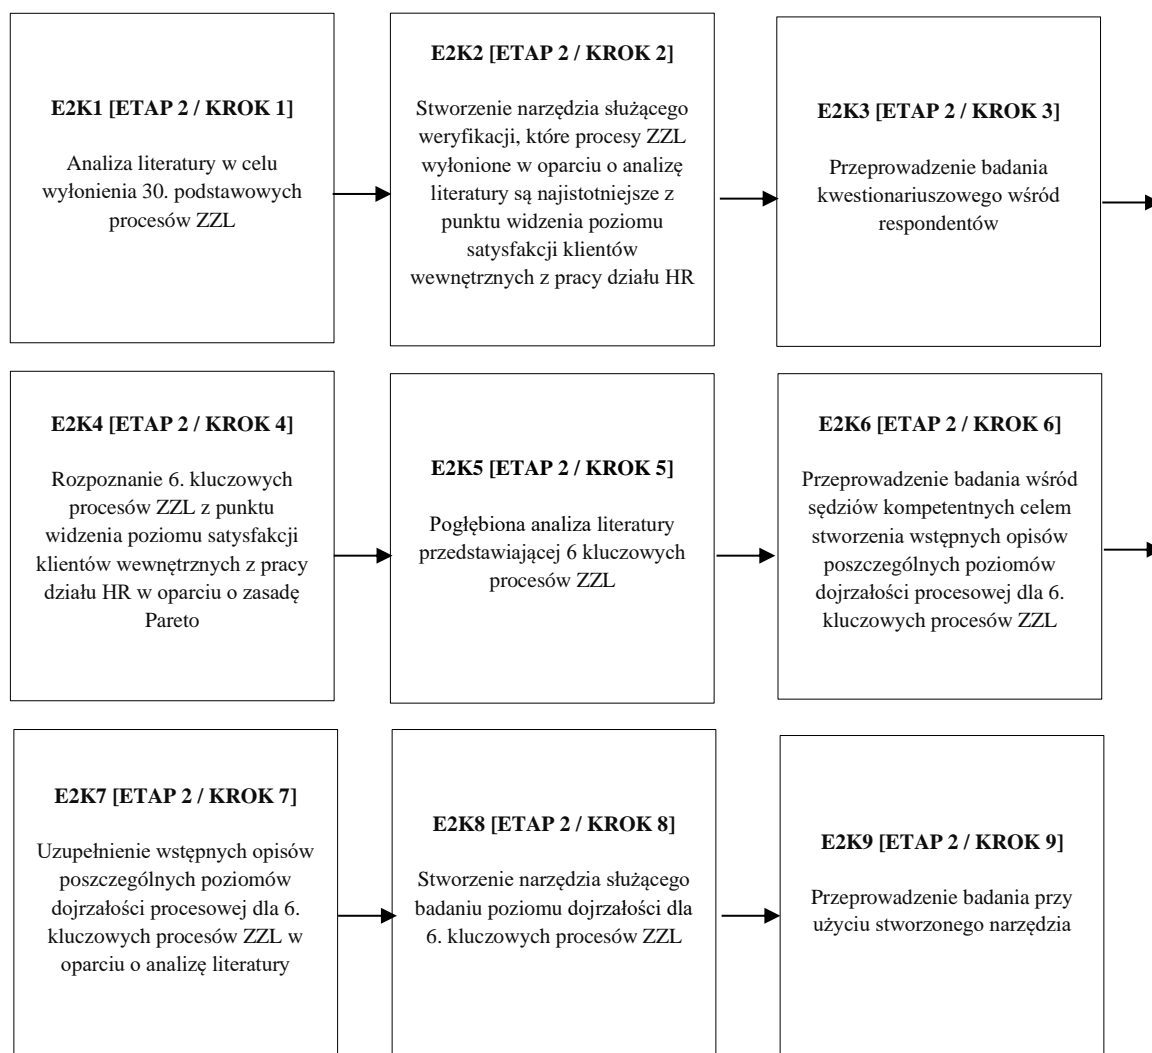 E2K1 [ETAP 2 / KROK 1]
Analiza literatury w celu
wyłonienia 30. podstawowych
procesów ZZL
E2K2 [ETAP 2 / KROK 2]
Stworzenie narzędzia służącego
weryfikacji, które procesy ZZL
wyłonione w oparciu o analizę
literatury są najistotniejsze z
punktu widzenia poziomu
satysfakcji klientów
wewnętrznych z pracy działu HR
E2K3 [ETAP 2 / KROK 3]
Przeprowadzenie badania
kwestionariuszowego wśród
respondentów
E2K4 [ETAP 2 / KROK 4]
Rozpoznanie 6. kluczowych
procesów ZZL z punktu
widzenia poziomu satysfakcji
klientów wewnętrznych z pracy
działu HR w oparciu o zasadę
Pareto
E2K5 [ETAP 2 / KROK 5]
Pogłębiona analiza literatury
przedstawiającej 6 kluczowych
procesów ZZL
E2K6 [ETAP 2 / KROK 6]
Przeprowadzenie badania wśród
sędziów kompetentnych celem
stworzenia wstępnych opisów
poszczególnych poziomów
dojrzałości procesowej dla 6.
kluczowych procesów ZZL
E2K7 [ETAP 2 / KROK 7]
Uzupełnienie wstępnych opisów
poszczególnych poziomów
dojrzałości procesowej dla 6.
kluczowych procesów ZZL w
oparciu o analizę literatury
E2K8 [ETAP 2 / KROK 8]
Stworzenie narzędzia służącego
badaniu poziomu dojrzałości dla
6. kluczowych procesów ZZL
E2K9 [ETAP 2 / KROK 9]
Przeprowadzenie badania przy
użyciu stworzonego narzędzia